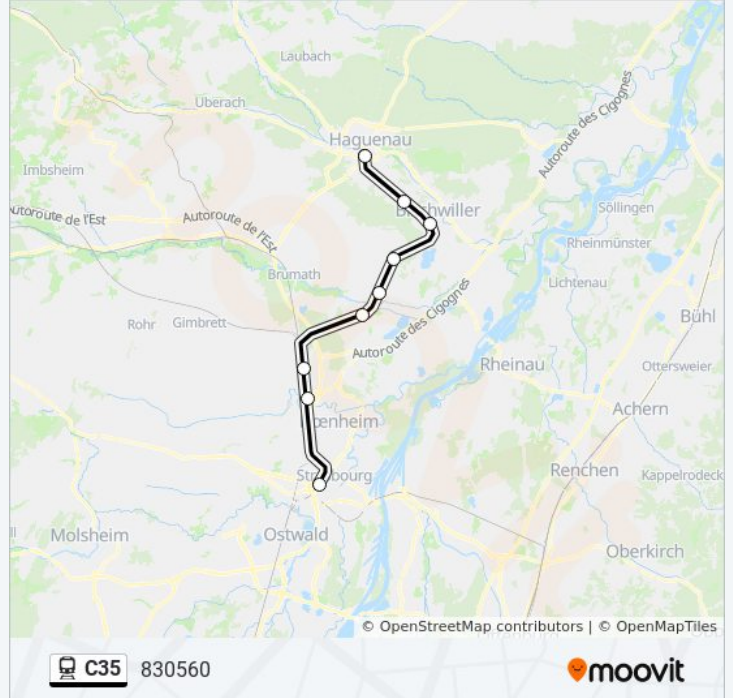 Laubach
Uberach
Haguenau
Autoroute des Cigognes
Imbsheim
Autoroute de l'Est
Söllingen
utoroute de l'Est
Rheinmünster
Brumath
Lichtenau
Rohr
Gimbrett
Bühl
Autoroute des Cigognes
Rheinau
Ottersweier
Achern
Renchen
Kappelrodeck
Molsheim
Ostwald
Oberkirch
© OpenStreetMap contributors | © OpenMapTiles
C35 830560
moovit